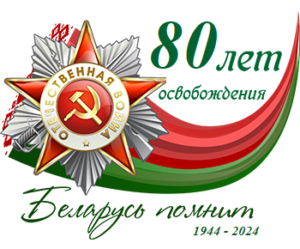 80 лет
освобождения
ОТЕЧЕСТВЕННАЯ ВОЙНА
Беларусь помнит
1944 - 2024